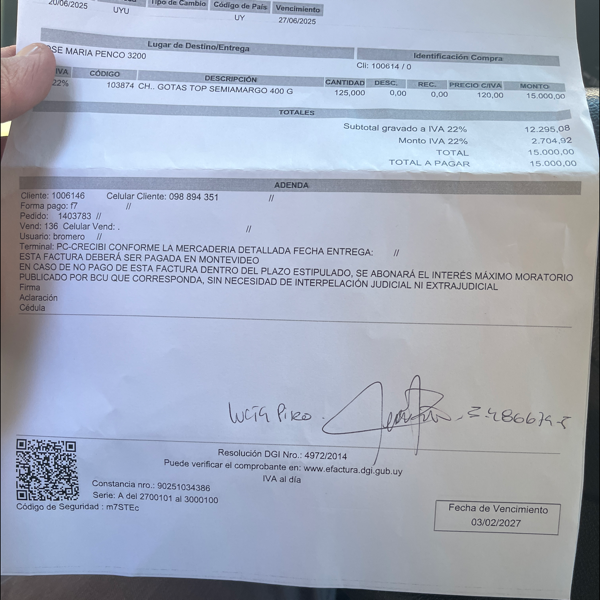 Tipo de Cambio Código de País Vencimiento
20/06/2025 UYU UY 27/06/2025
Lugar de Destino/Entrega Identificación Compra
JOSE MARIA PENCO 3200 Cli: 100614 / 0
IVA CÓDIGO DESCRIPCIÓN CANTIDAD DESC. REC. PRECIO C/IVA MONTO
22% 103874 CH.. GOTAS TOP SEMIAMARGO 400 G 125,000 0,00 0,00 120,00 15.000,00
TOTALES
Subtotal gravado a IVA 22% 12.295,08
Monto IVA 22% 2.704,92
TOTAL 15.000,00
TOTAL A PAGAR 15.000,00
ADENDA
Cliente: 1006146 Celular Cliente: 098 894 351 //
Forma pago: f7 //
Pedido: 1403783 //
Vend: 136 Celular Vend: . //
Usuario: bromero //
Terminal: PC-CRECIBI CONFORME LA MERCADERIA DETALLADA FECHA ENTREGA: //
ESTA FACTURA DEBERÁ SER PAGADA EN MONTEVIDEO
EN CASO DE NO PAGO DE ESTA FACTURA DENTRO DEL PLAZO ESTIPULADO, SE ABONARÁ EL INTERÉS MÁXIMO MORATORIO
PUBLICADO POR BCU QUE CORRESPONDA, SIN NECESIDAD DE INTERPELACIÓN JUDICIAL NI EXTRAJUDICIAL
Firma
Aclaración
Cédula
Resolución DGI Nro.: 4972/2014
Puede verificar el comprobante en: www.efactura.dgi.gub.uy
IVA al día
Constancia nro.: 90251034386
Serie: A del 2700101 al 3000100
Código de Seguridad : m7STEc
Fecha de Vencimiento
03/02/2027